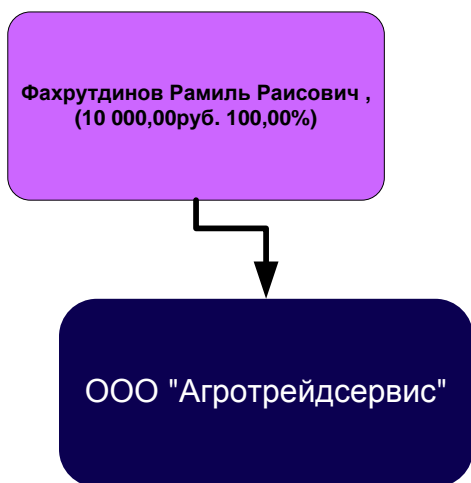 Фахрутдинов Рамиль Раисович ,
(10 000,00руб. 100,00%)
ООО "Агротрейдсервис"